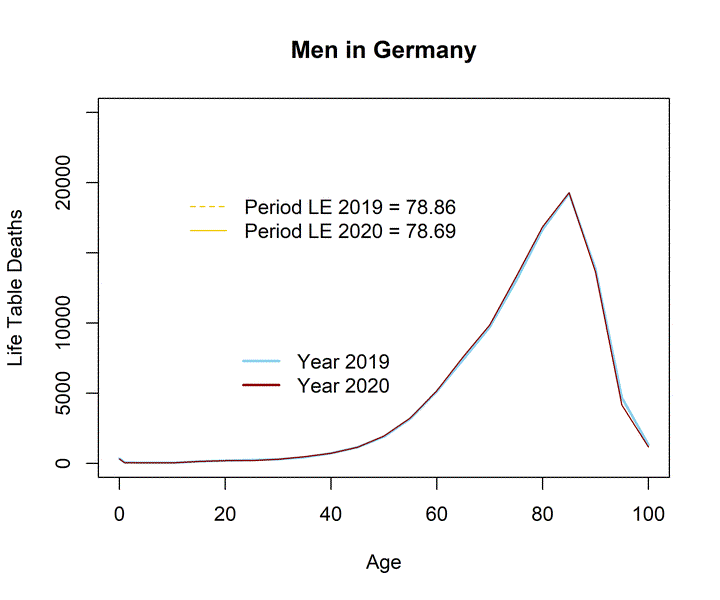 Men in Germany
Life Table Deaths
20000
10000
5000
0
Period LE 2019 = 78.86
Period LE 2020 = 78.69
Year 2019
Year 2020
0 20 40 60 80 100
Age